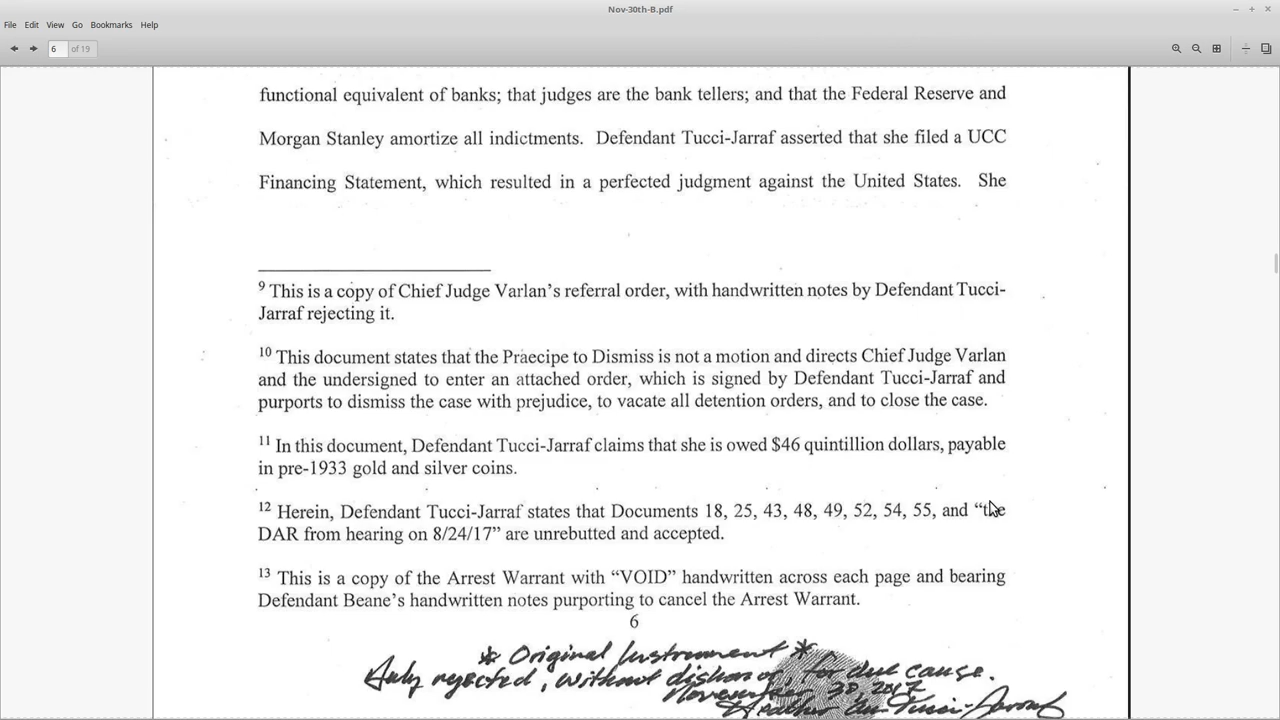 Nov-30th-B.pdf
File Edit View Go Bookmarks Help
6 of 19
functional equivalent of banks; that judges are the bank tellers; and that the Federal Reserve and
Morgan Stanley amortize all indictments. Defendant Tucci-Jarraf asserted that she filed a UCC
Financing Statement, which resulted in a perfected judgment against the United States. She
9 This is a copy of Chief Judge Varlan's referral order, with handwritten notes by Defendant Tucci-
Jarraf rejecting it.
10 This document states that the Praecipe to Dismiss is not a motion and directs Chief Judge Varlan
and the undersigned to enter an attached order, which is signed by Defendant Tucci-Jarraf and
purports to dismiss the case with prejudice, to vacate all detention orders, and to close the case.
11 In this document, Defendant Tucci-Jarraf claims that she is owed $46 quintillion dollars, payable
in pre-1933 gold and silver coins.
12 Herein, Defendant Tucci-Jarraf states that Documents 18, 25, 43, 48, 49, 52, 54, 55, and "the
DAR from hearing on 8/24/17" are unrebutted and accepted.
13 This is a copy of the Arrest Warrant with "VOID" handwritten across each page and bearing
Defendant Beane's handwritten notes purporting to cancel the Arrest Warrant.
6
* Original Instrument *
Duly rejected, without dishonor, for due cause.
November 30, 2017
Heather Ann Tucci-Jarraf